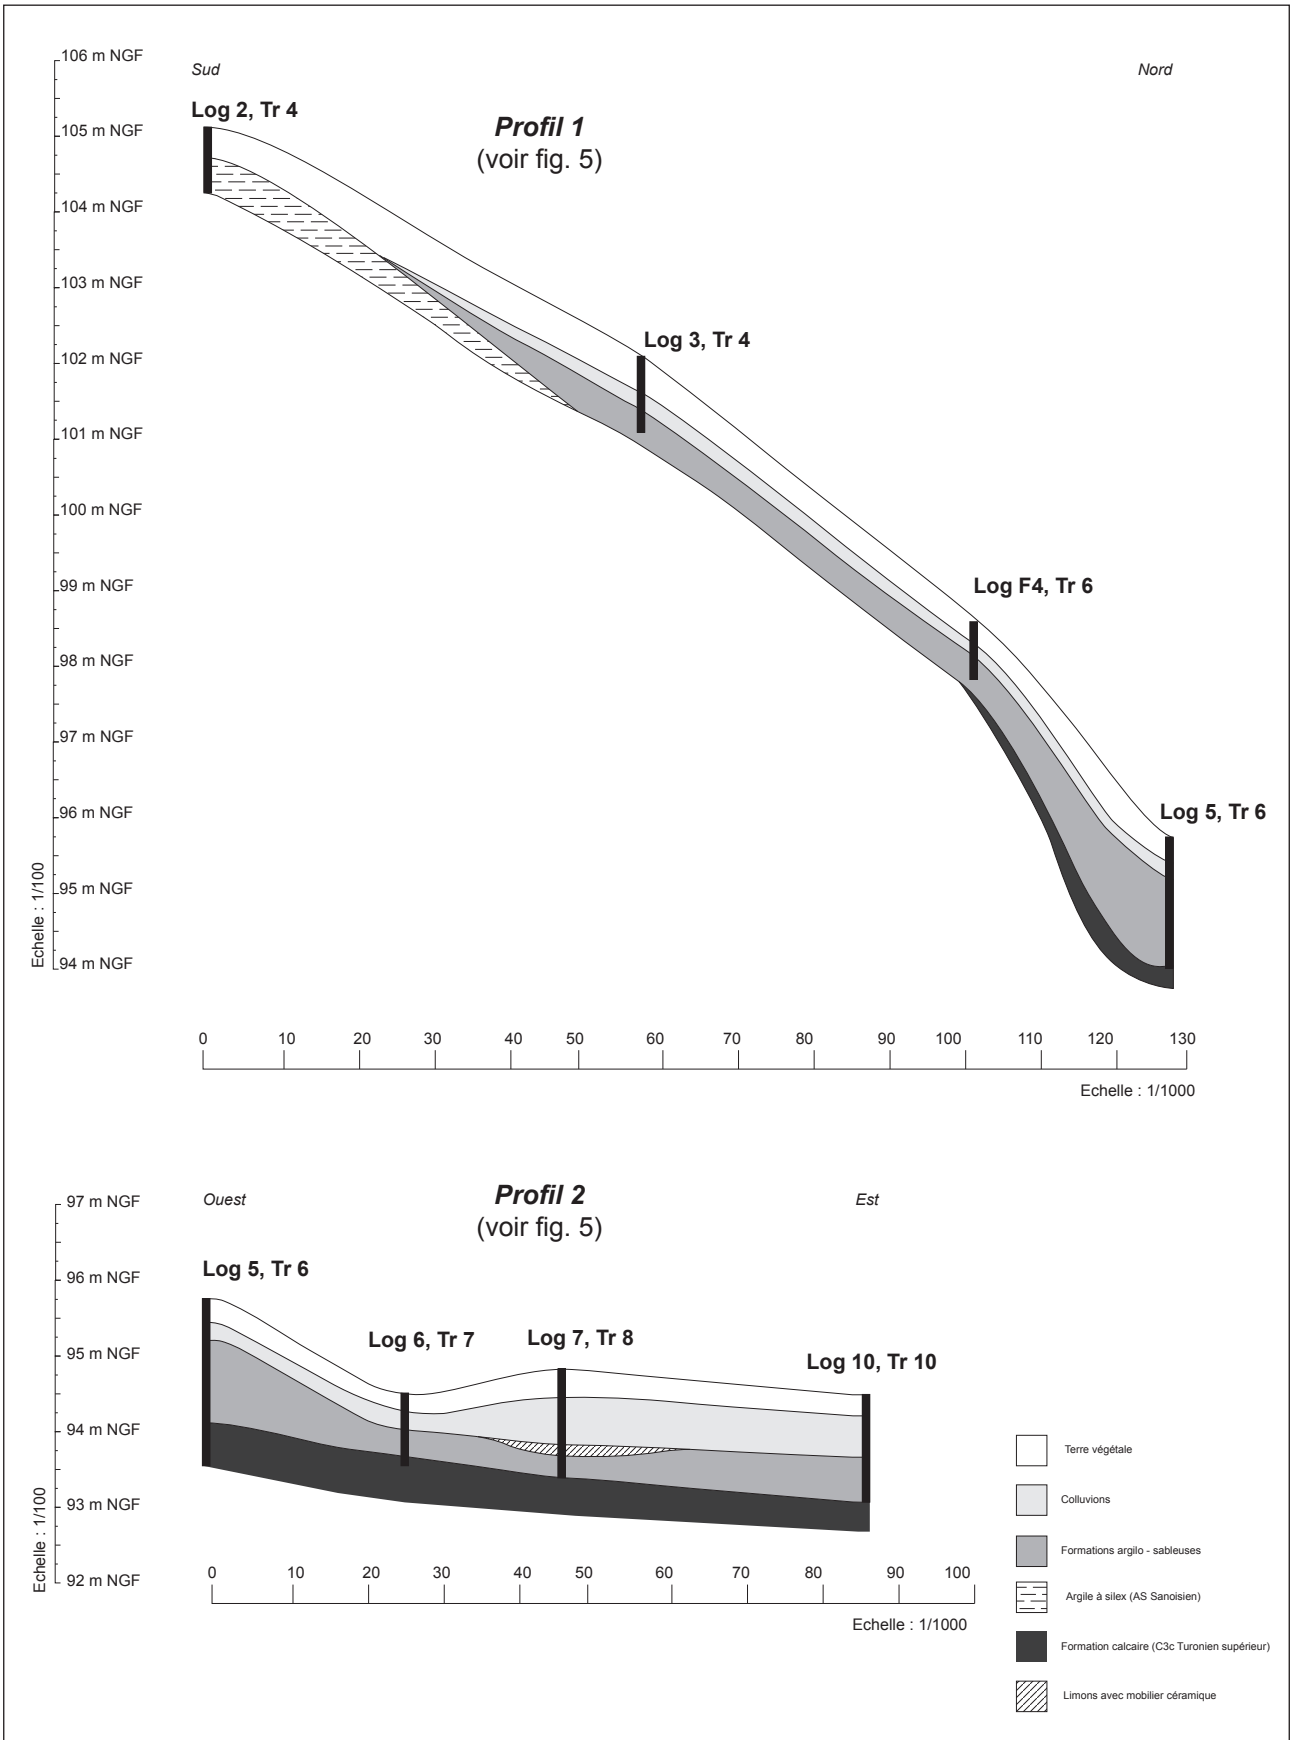 106 m NGF
Sud
Nord
Log 2, Tr 4
Profil 1
(voir fig. 5)
105 m NGF
104 m NGF
103 m NGF
102 m NGF
Log 3, Tr 4
101 m NGF
100 m NGF
99 m NGF
Log F4, Tr 6
98 m NGF
97 m NGF
96 m NGF
Log 5, Tr 6
95 m NGF
94 m NGF
Echelle : 1/100
0 10 20 30 40 50 60 70 80 90 100 110 120 130
Echelle : 1/1000
97 m NGF
Ouest
Profil 2
(voir fig. 5)
Est
96 m NGF
Log 5, Tr 6
Log 6, Tr 7
Log 7, Tr 8
Log 10, Tr 10
95 m NGF
94 m NGF
93 m NGF
92 m NGF
Echelle : 1/100
0 10 20 30 40 50 60 70 80 90 100
Echelle : 1/1000
Terre végétale
Colluvions
Formations argilo - sableuses
Argile à silex (AS Sanoisien)
Formation calcaire (C3c Turonien supérieur)
Limons avec mobilier céramique